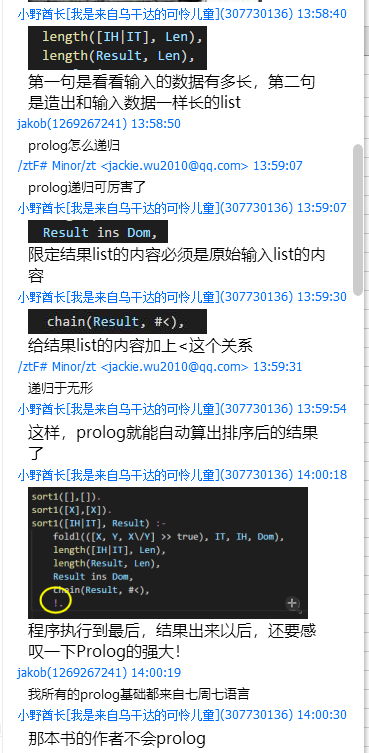 小野酋长[我是来自乌干达的可怜儿童](307730136) 13:58:40
length([IH|IT], Len),
length(Result, Len),
第一句是看看输入的数据有多长，第二句
是造出和输入数据一样长的list
jakob(1269267241) 13:58:50
prolog怎么递归
/ztF# Minor/zt <jackie.wu2010@qq.com> 13:59:07
prolog递归可厉害了
小野酋长[我是来自乌干达的可怜儿童](307730136) 13:59:07
Result ins Dom,
限定结果list的内容必须是原始输入list的内
容
小野酋长[我是来自乌干达的可怜儿童](307730136) 13:59:30
chain(Result, #<),
给结果list的内容加上<这个关系
/ztF# Minor/zt <jackie.wu2010@qq.com> 13:59:31
递归于无形
小野酋长[我是来自乌干达的可怜儿童](307730136) 13:59:54
这样，prolog就能自动算出排序后的结果
了
小野酋长[我是来自乌干达的可怜儿童](307730136) 14:00:18
sort1([],[]).
sort1([X],[X]).
sort1([IH|IT], Result) :-
foldl(([X, Y, X\/Y] >> true), IT, IH, Dom),
length([IH|IT], Len),
length(Result, Len),
Result ins Dom,
chain(Result, #<),
!.
程序执行到最后，结果出来以后，还要感
叹一下Prolog的强大！
jakob(1269267241) 14:00:19
我所有的prolog基础都来自七周七语言
小野酋长[我是来自乌干达的可怜儿童](307730136) 14:00:30
那本书的作者不会prolog